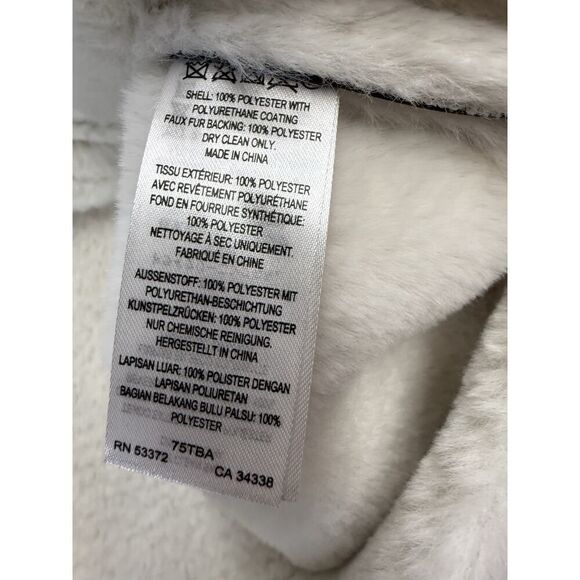 SHELL: 100% POLYESTER WITH
POLYURETHANE COATING
FAUX FUR BACKING: 100% POLYESTER
DRY CLEAN ONLY.
MADE IN CHINA
TISSU EXTÉRIEUR: 100% POLYESTER
AVEC REVÊTEMENT POLYURÉTHANE
FOND EN FOURRURE SYNTHÉTIQUE:
100% POLYESTER
NETTOYAGE À SEC UNIQUEMENT.
FABRIQUÉ EN CHINE
AUSSENSTOFF: 100% POLYESTER MIT
POLYURETHAN-BESCHICHTUNG
KUNSTPELZRÜCKEN: 100% POLYESTER
NUR CHEMISCHE REINIGUNG.
HERGESTELLT IN CHINA
LAPISAN LUAR: 100% POLISTER DENGAN
LAPISAN POLIURETAN
BAGIAN BELAKANG BULU PALSU: 100%
POLYESTER
75TBA
RN 53372 CA 34338